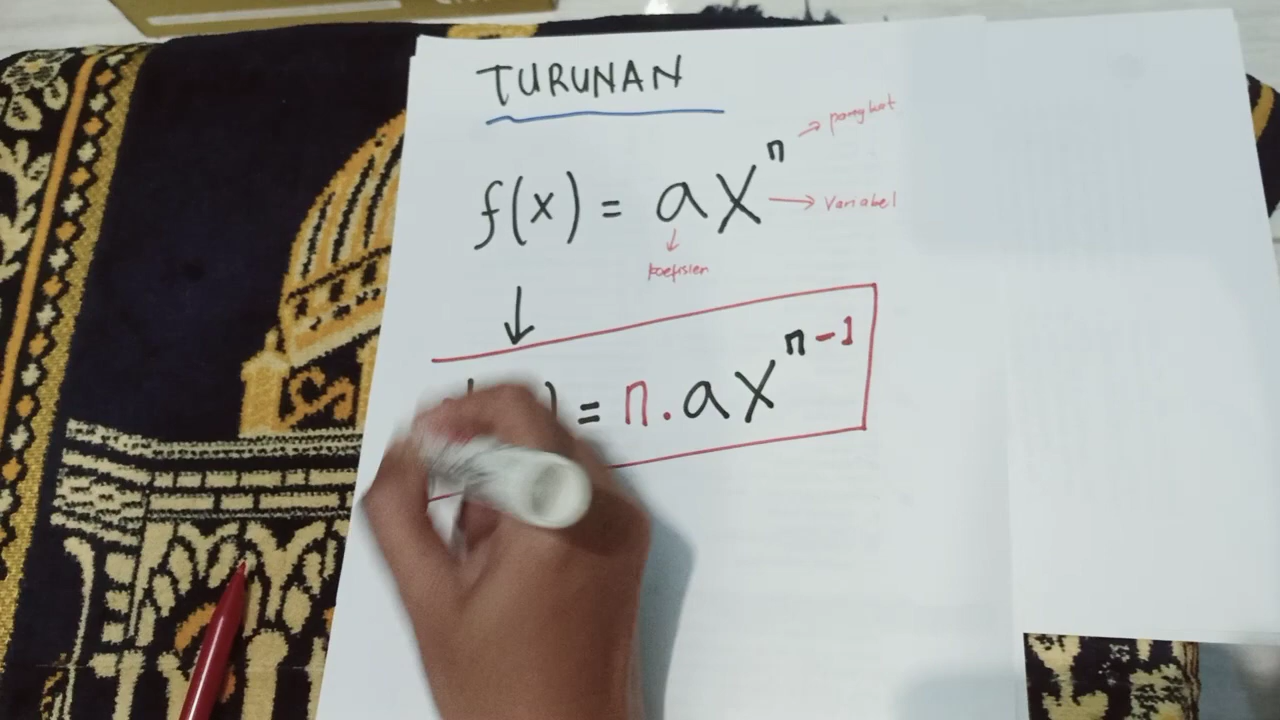 TURUNAN
f(x) = ax^n
→ pangkat
→ Variabel
↓
koefisien
↓
) = n.ax^n-1